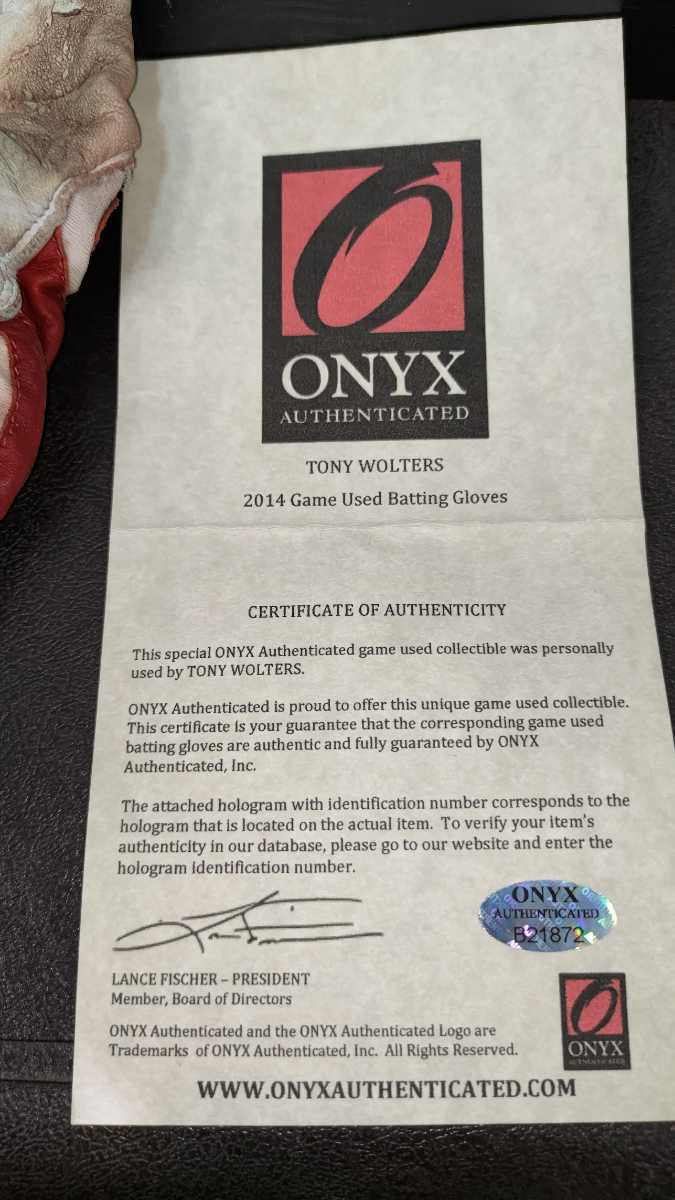 ONYX
AUTHENTICATED
TONY WOLTERS
2014 Game Used Batting Gloves
CERTIFICATE OF AUTHENTICITY
This special ONYX Authenticated game used collectible was personally
used by TONY WOLTERS.
ONYX Authenticated is proud to offer this unique game used collectible.
This certificate is your guarantee that the corresponding game used
batting gloves are authentic and fully guaranteed by ONYX
Authenticated, Inc.
The attached hologram with identification number corresponds to the
hologram that is located on the actual item. To verify your item's
authenticity in our database, please go to our website and enter the
hologram identification number.
ONYX
AUTHENTICATED
B21872
LANCE FISCHER – PRESIDENT
Member, Board of Directors
ONYX Authenticated and the ONYX Authenticated Logo are
Trademarks of ONYX Authenticated, Inc. All Rights Reserved.
ONYX
AUTHENTICATED
WWW.ONYXAUTHENTICATED.COM